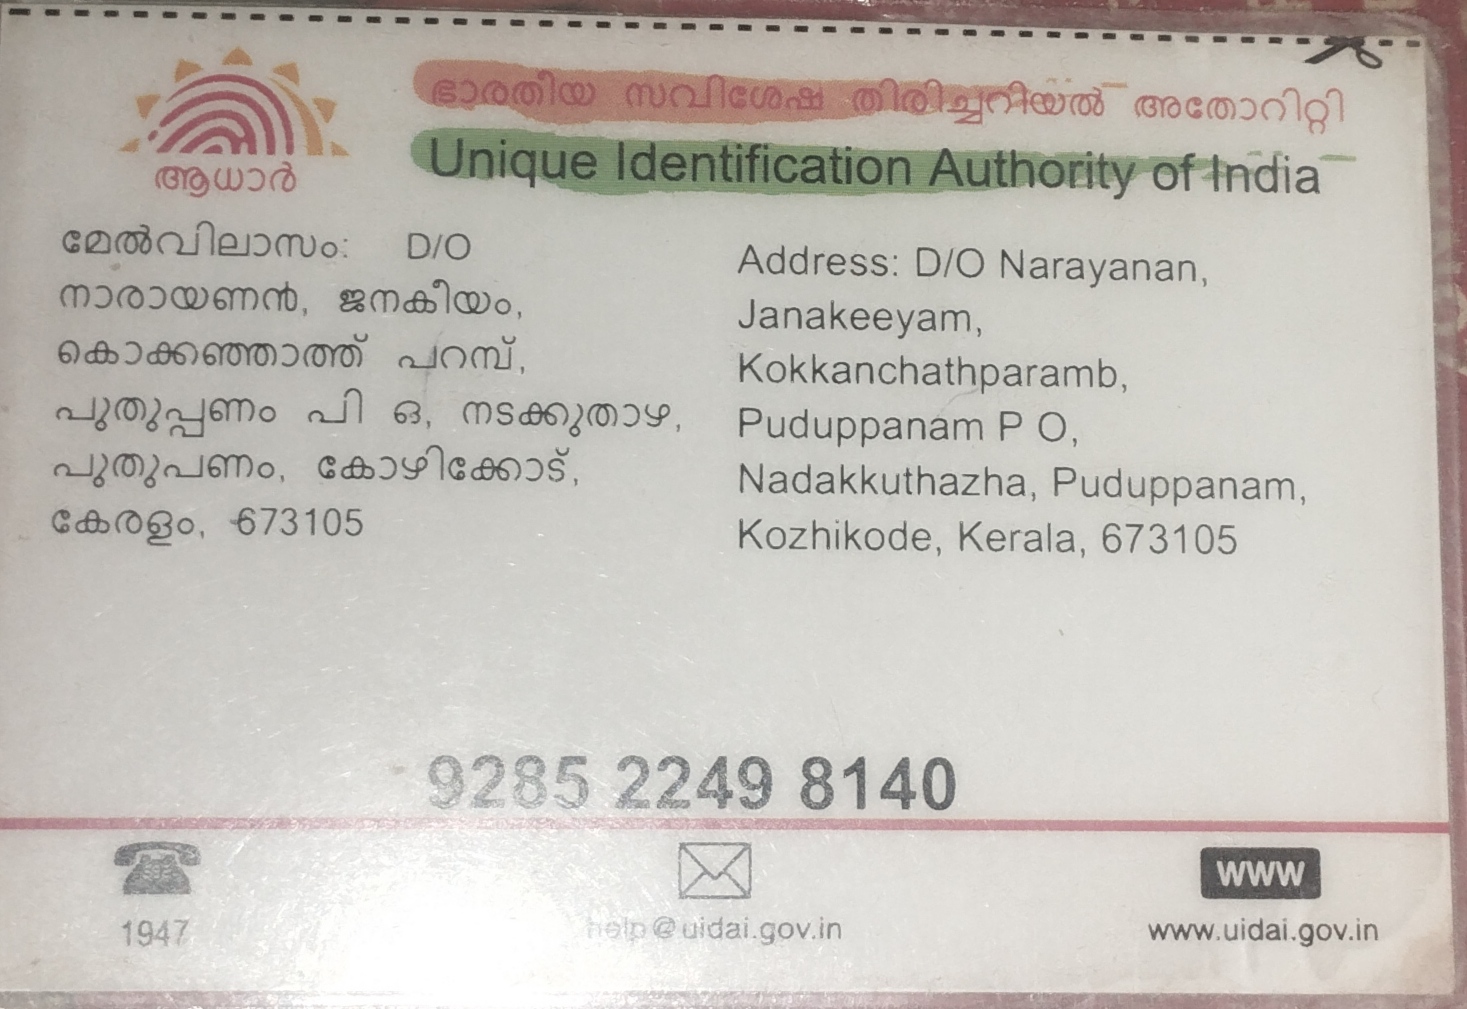 ആധാർ
ഭാരതീയ സവിശേഷ തിരിച്ചറിയൽ അതോറിറ്റി
Unique Identification Authority of India
മേൽവിലാസം: D/O
നാരായണൻ, ജനകീയം,
കൊക്കഞ്ഞാത്ത് പറമ്പ്,
പുതുപ്പണം പി ഒ, നടക്കുതാഴ,
പുതുപണം, കോഴിക്കോട്,
കേരളം, 673105
Address: D/O Narayanan,
Janakeeyam,
Kokkanchathparamb,
Puduppanam P O,
Nadakkuthazha, Puduppanam,
Kozhikode, Kerala, 673105
9285 2249 8140
1947
help@uidai.gov.in
WWW
www.uidai.gov.in